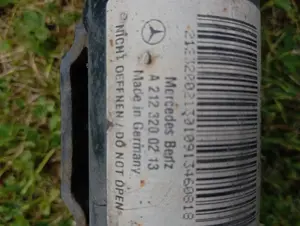 Mercedes Benz
A 212 320 02 13
Made in Germany
NICHT OEFFNEN / DO NOT OPEN